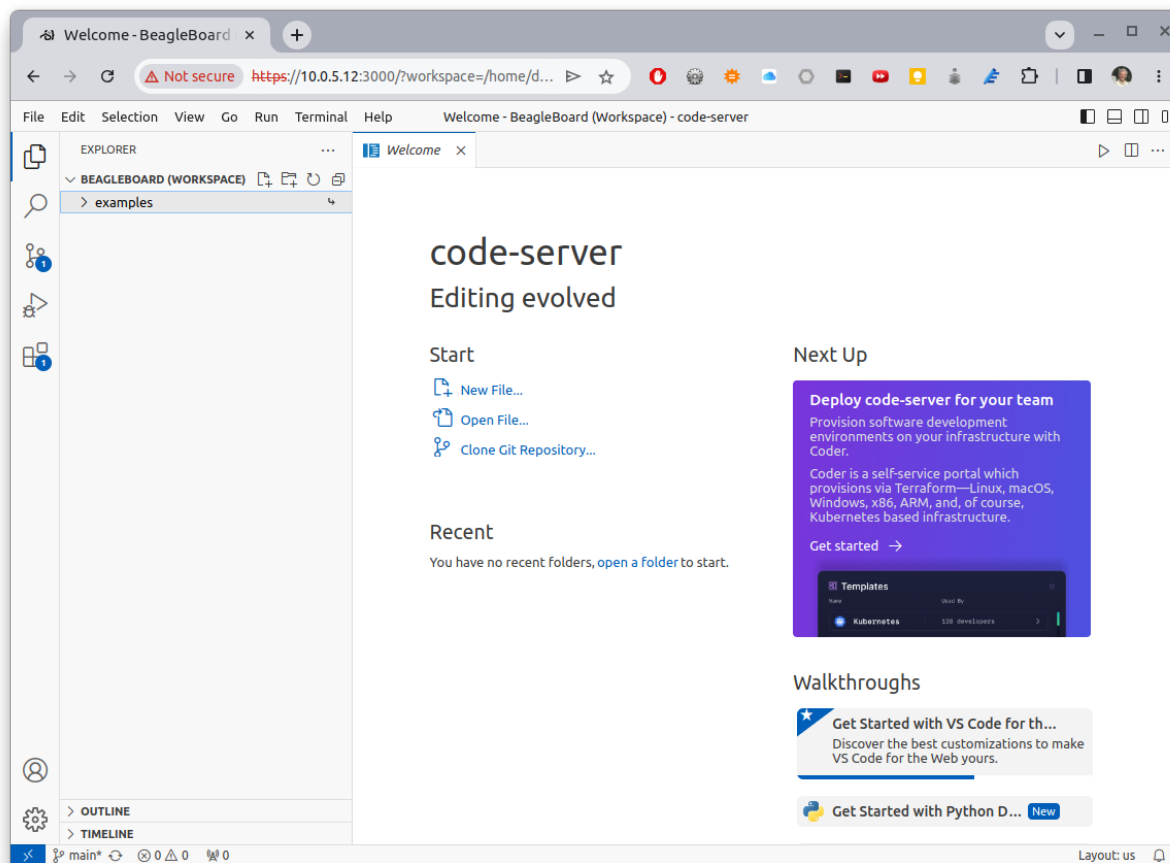 Welcome - BeagleBoard
Not secure https://10.0.5.12:3000/?workspace=/home/d...
File Edit Selection View Go Run Terminal Help Welcome - BeagleBoard (Workspace) - code-server
EXPLORER
Welcome
BEAGLEBOARD (WORKSPACE)
examples
1
1
code-server
Editing evolved
Start
New File...
Open File...
Clone Git Repository...
Recent
You have no recent folders, open a folder to start.
Next Up
Deploy code-server for your team
Provision software development
environments on your infrastructure with
Coder.
Coder is a self-service portal which
provisions via Terraform—Linux, macOS,
Windows, x86, ARM, and, of course,
Kubernetes based infrastructure.
Get started
Templates
Name Used By
Kubernetes 120 developers
Walkthroughs
Get Started with VS Code for th...
Discover the best customizations to make
VS Code for the Web yours.
Get Started with Python D... New
OUTLINE
TIMELINE
main* 0 0 0 Layout: us